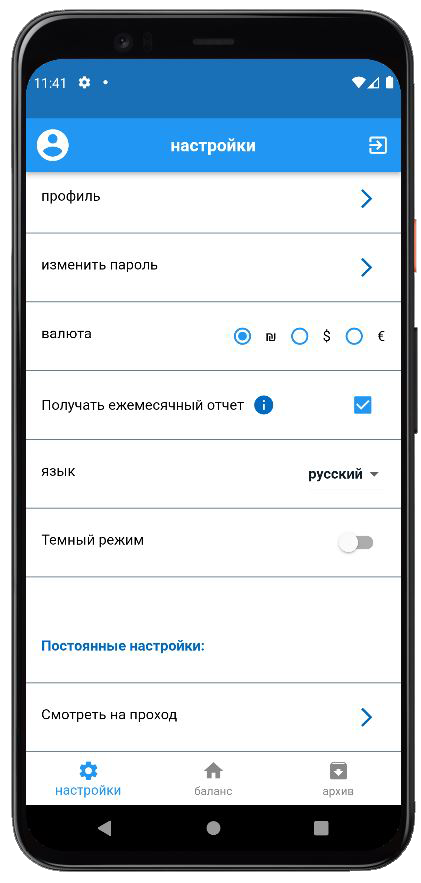 11:41
настройки
профиль
изменить пароль
валюта ₪ $ €
Получать ежемесячный отчет i
язык русский
Темный режим
Постоянные настройки:
Смотреть на проход
настройки баланс архив